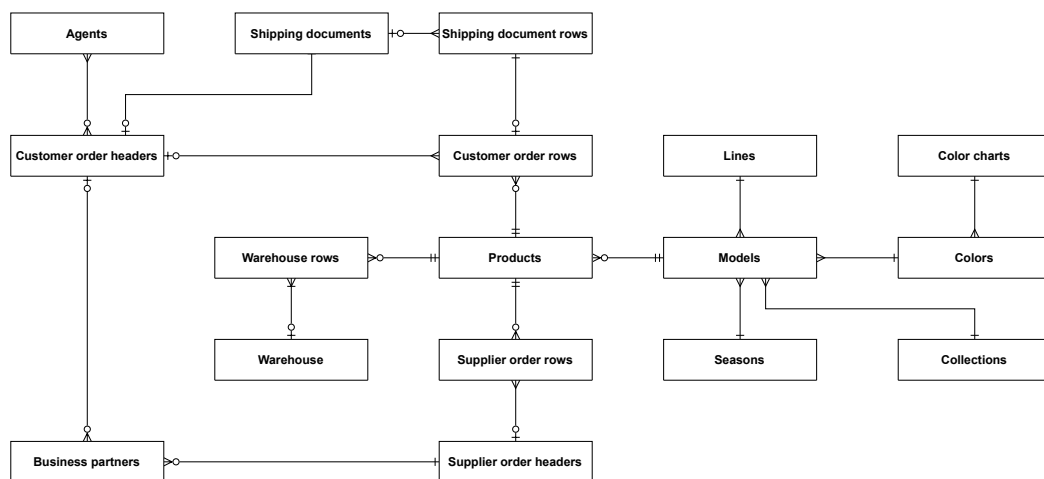 Agents
Shipping documents
Shipping document rows
Customer order headers
Customer order rows
Lines
Color charts
Warehouse rows
Products
Models
Colors
Warehouse
Supplier order rows
Seasons
Collections
Business partners
Supplier order headers